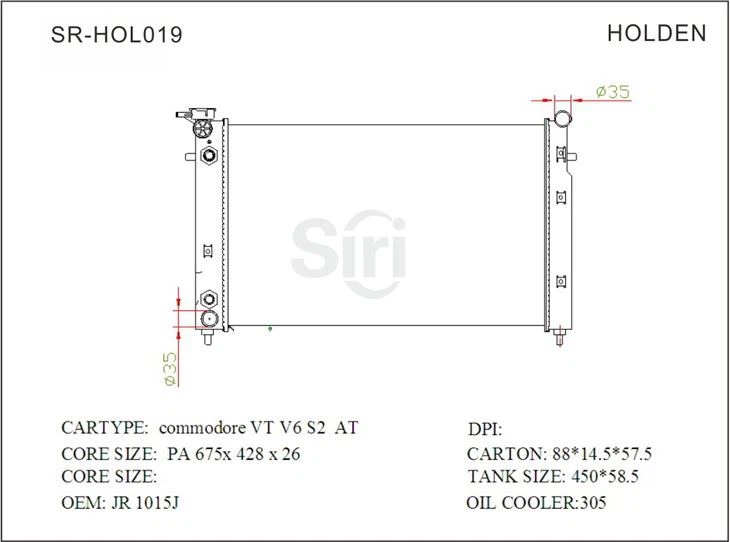 SR-HOL019
HOLDEN
Ø35
Siri
Ø35
CARTYPE: commodore VT V6 S2 AT
DPI:
CORE SIZE: PA 675x 428 x 26
CARTON: 88*14.5*57.5
CORE SIZE:
TANK SIZE: 450*58.5
OEM: JR 1015J
OIL COOLER:305